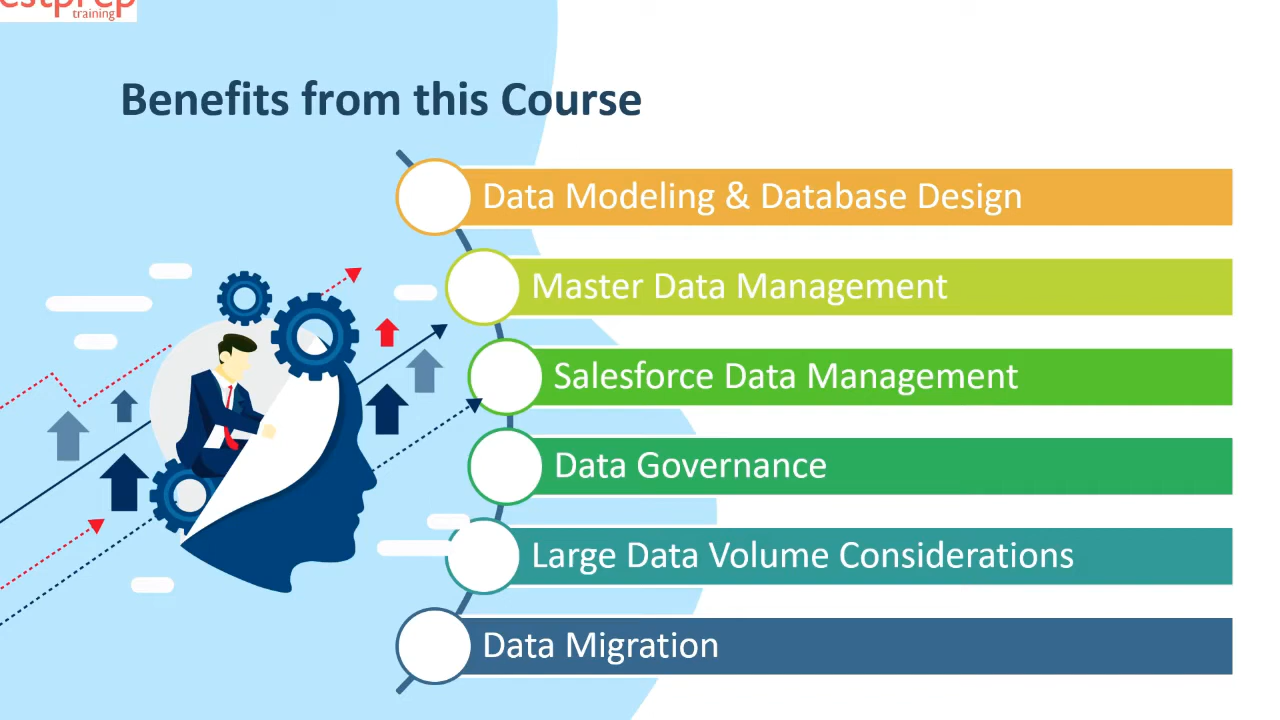 estprep
training
Benefits from this Course
Data Modeling & Database Design
Master Data Management
Salesforce Data Management
Data Governance
Large Data Volume Considerations
Data Migration